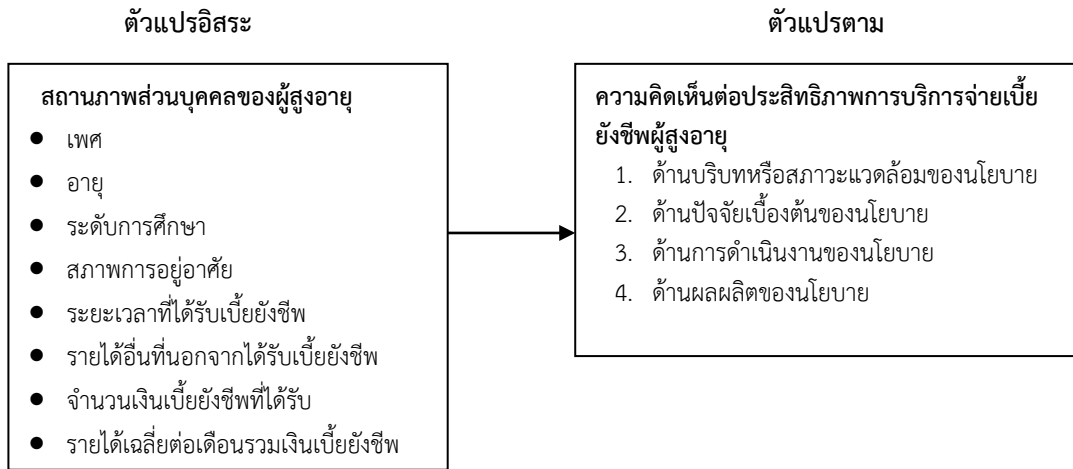 ตัวแปรอิสระ
สถานภาพส่วนบุคคลของผู้สูงอายุ
● เพศ
● อายุ
● ระดับการศึกษา
● สภาพการอยู่อาศัย
● ระยะเวลาที่ได้รับเบี้ยยังชีพ
● รายได้อื่นที่นอกจากได้รับเบี้ยยังชีพ
● จำนวนเงินเบี้ยยังชีพที่ได้รับ
● รายได้เฉลี่ยต่อเดือนรวมเงินเบี้ยยังชีพ
ตัวแปรตาม
ความคิดเห็นต่อประสิทธิภาพการบริการจ่ายเบี้ย
ยังชีพผู้สูงอายุ
1. ด้านบริบทหรือสภาวะแวดล้อมของนโยบาย
2. ด้านปัจจัยเบื้องต้นของนโยบาย
3. ด้านการดำเนินงานของนโยบาย
4. ด้านผลผลิตของนโยบาย